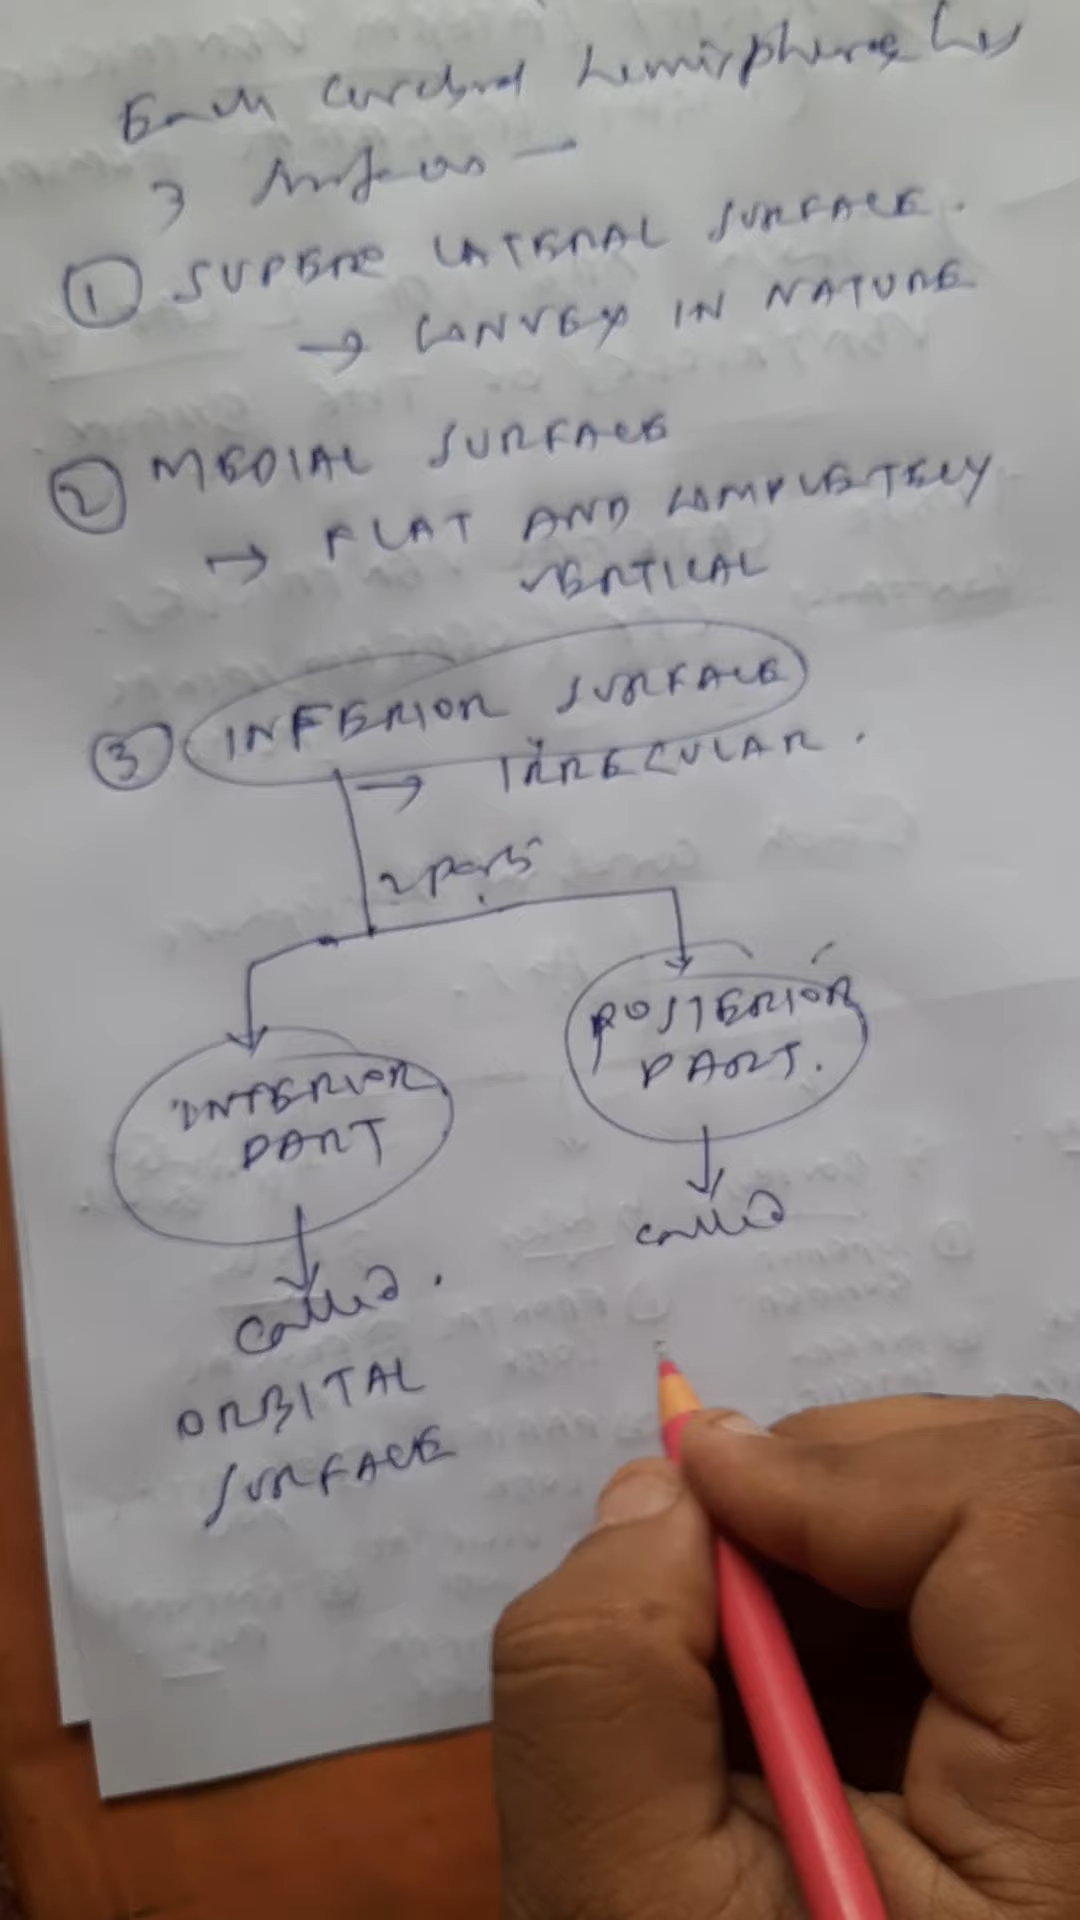 Each cerebral hemisphere has
3 surfaces —
① SUPERO LATERAL SURFACE.
→ CONVEX IN NATURE
② MEDIAL SURFACE
→ FLAT AND COMPLETELY
VERTICAL
③ INFERIOR SURFACE
→ IRREGULAR.
2 parts
POSTERIOR
PART.
INTERIOR
PART
called
called.
ORBITAL
SURFACE